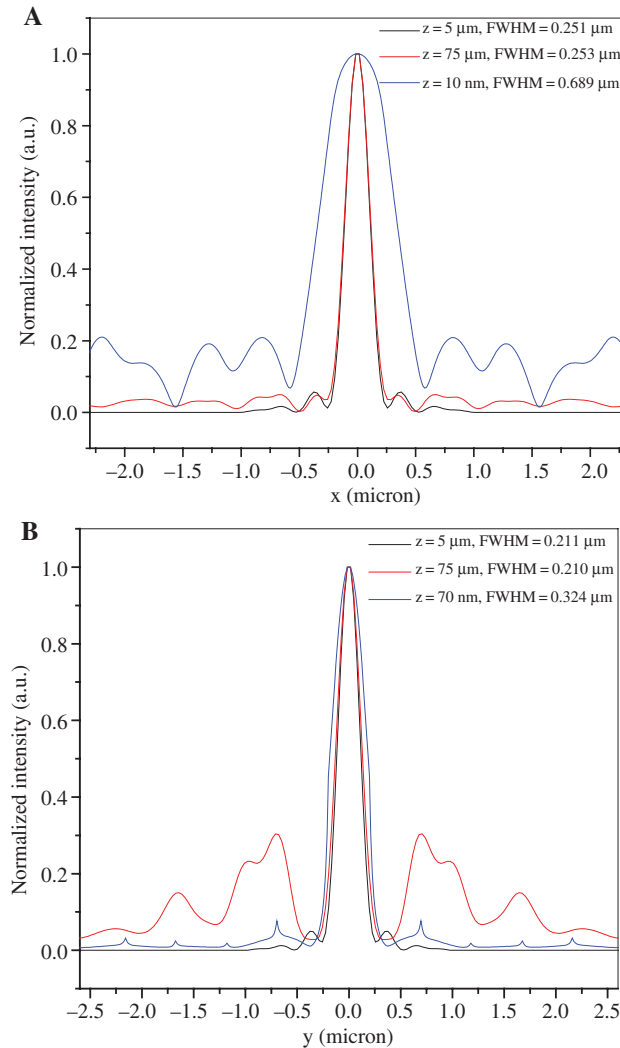 A
z = 5 μm, FWHM = 0.251 μm
z = 75 μm, FWHM = 0.253 μm
z = 10 nm, FWHM = 0.689 μm
1.0
0.8
0.6
0.4
0.2
0.0
Normalized intensity (a.u.)
−2.0 −1.5 −1.0 −0.5 0.0 0.5 1.0 1.5 2.0
x (micron)
B
z = 5 μm, FWHM = 0.211 μm
z = 75 μm, FWHM = 0.210 μm
z = 70 nm, FWHM = 0.324 μm
1.0
0.8
0.6
0.4
0.2
0.0
Normalized intensity (a.u.)
−2.5 −2.0 −1.5 −1.0 −0.5 0.0 0.5 1.0 1.5 2.0 2.5
y (micron)